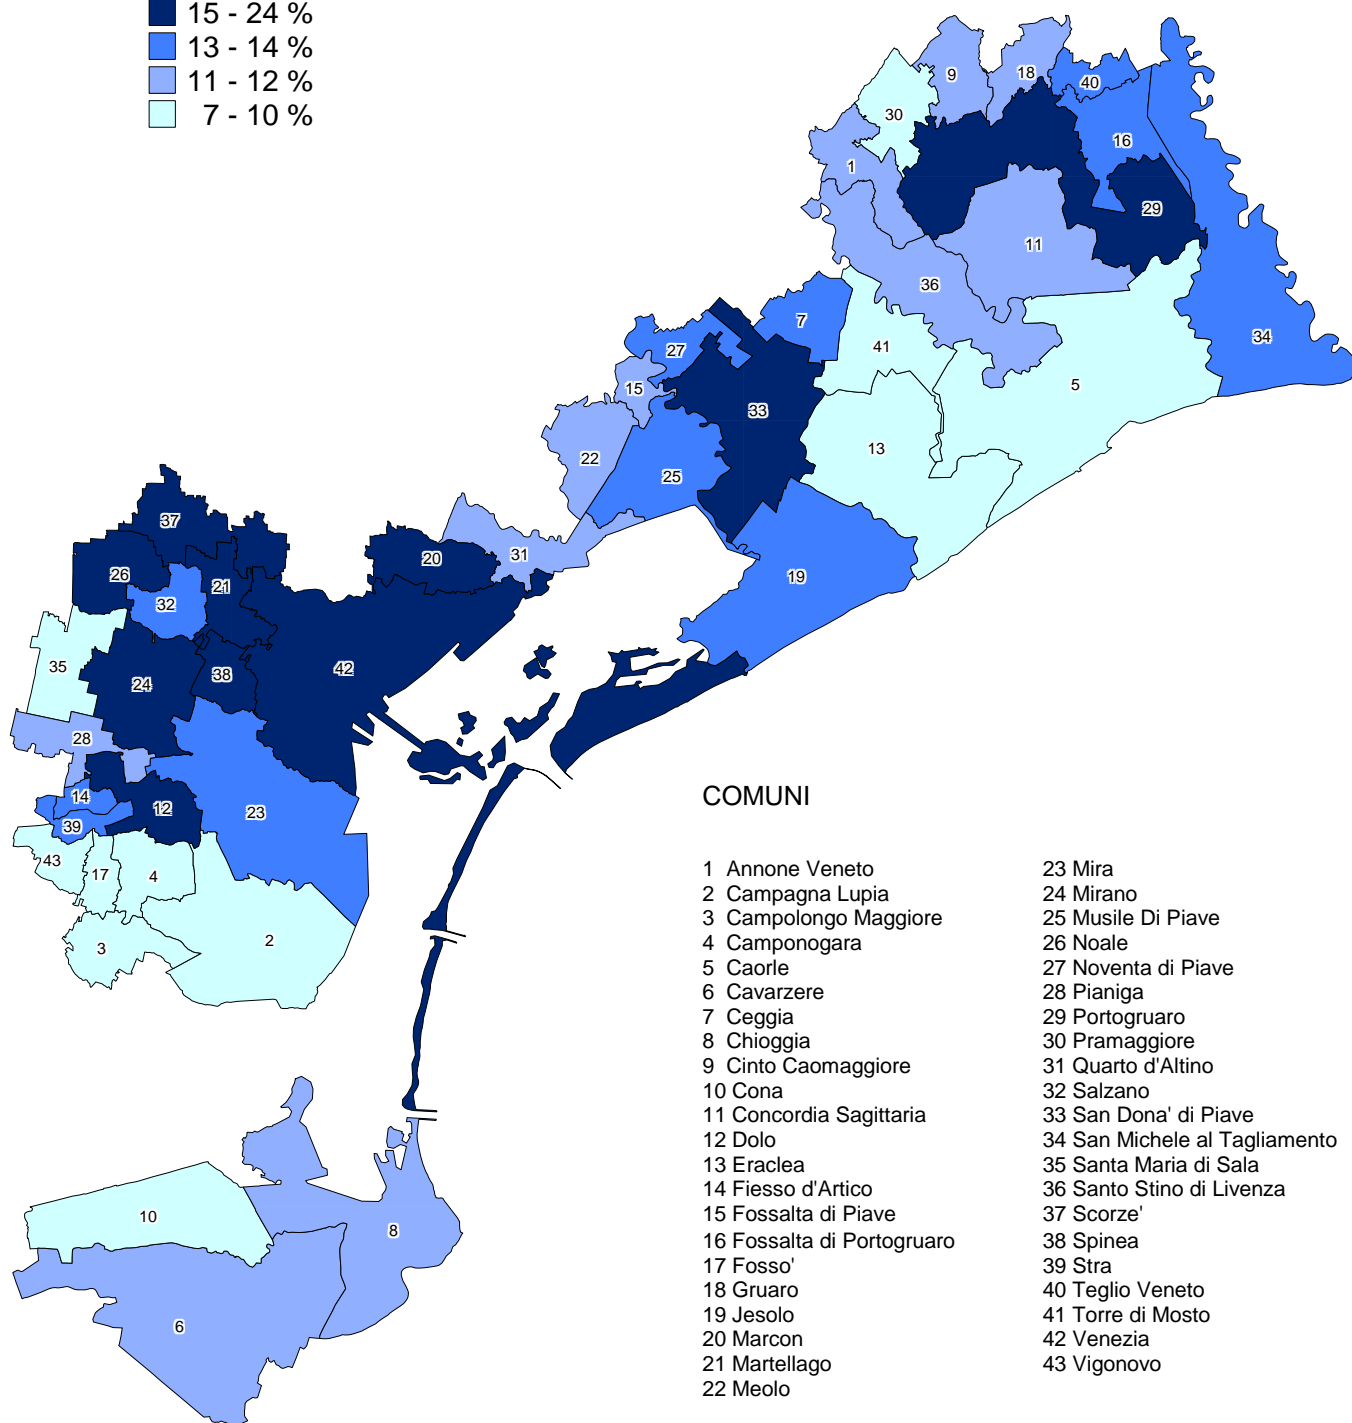 15 - 24 %
13 - 14 %
11 - 12 %
7 - 10 %
9
18
40
30
16
1
29
11
36
34
7
27
41
15
5
33
13
22
25
37
20
31
26
21
19
32
35
38
42
24
28
14
12
23
39
43
17
4
3
2
10
8
6
COMUNI
1 Annone Veneto
2 Campagna Lupia
3 Campolongo Maggiore
4 Camponogara
5 Caorle
6 Cavarzere
7 Ceggia
8 Chioggia
9 Cinto Caomaggiore
10 Cona
11 Concordia Sagittaria
12 Dolo
13 Eraclea
14 Fiesso d'Artico
15 Fossalta di Piave
16 Fossalta di Portogruaro
17 Fosso'
18 Gruaro
19 Jesolo
20 Marcon
21 Martellago
22 Meolo
23 Mira
24 Mirano
25 Musile Di Piave
26 Noale
27 Noventa di Piave
28 Pianiga
29 Portogruaro
30 Pramaggiore
31 Quarto d'Altino
32 Salzano
33 San Dona' di Piave
34 San Michele al Tagliamento
35 Santa Maria di Sala
36 Santo Stino di Livenza
37 Scorze'
38 Spinea
39 Stra
40 Teglio Veneto
41 Torre di Mosto
42 Venezia
43 Vigonovo